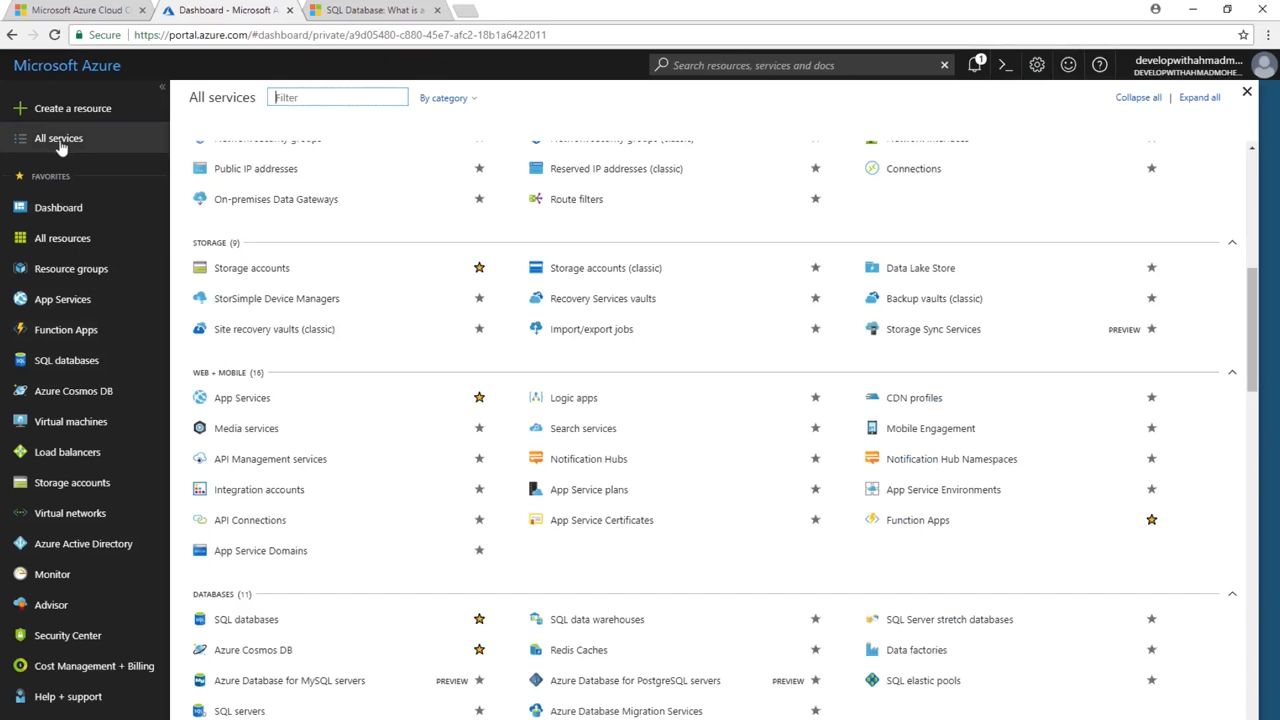 Microsoft Azure Cloud C
Dashboard - Microsoft A
SQL Database: What is a
Secure
https://portal.azure.com/#dashboard/private/a9d05480-c880-45e7-afc2-18b1a6422011
Microsoft Azure
Search resources, services and docs
1
developwithahmadm...
DEVELOPWITHAHMADMOHE...
Create a resource
All services
FAVORITES
Dashboard
All resources
Resource groups
App Services
Function Apps
SQL databases
Azure Cosmos DB
Virtual machines
Load balancers
Storage accounts
Virtual networks
Azure Active Directory
Monitor
Advisor
Security Center
Cost Management + Billing
Help + support
All services
Filter
By category
Collapse all
Expand all
Public IP addresses
Reserved IP addresses (classic)
Connections
On-premises Data Gateways
Route filters
STORAGE (9)
Storage accounts
Storage accounts (classic)
Data Lake Store
StorSimple Device Managers
Recovery Services vaults
Backup vaults (classic)
Site recovery vaults (classic)
Import/export jobs
Storage Sync Services
PREVIEW
WEB + MOBILE (16)
App Services
Logic apps
CDN profiles
Media services
Search services
Mobile Engagement
API Management services
Notification Hubs
Notification Hub Namespaces
Integration accounts
App Service plans
App Service Environments
API Connections
App Service Certificates
Function Apps
App Service Domains
DATABASES (11)
SQL databases
SQL data warehouses
SQL Server stretch databases
Azure Cosmos DB
Redis Caches
Data factories
Azure Database for MySQL servers
PREVIEW
Azure Database for PostgreSQL servers
PREVIEW
SQL elastic pools
SQL servers
Azure Database Migration Services